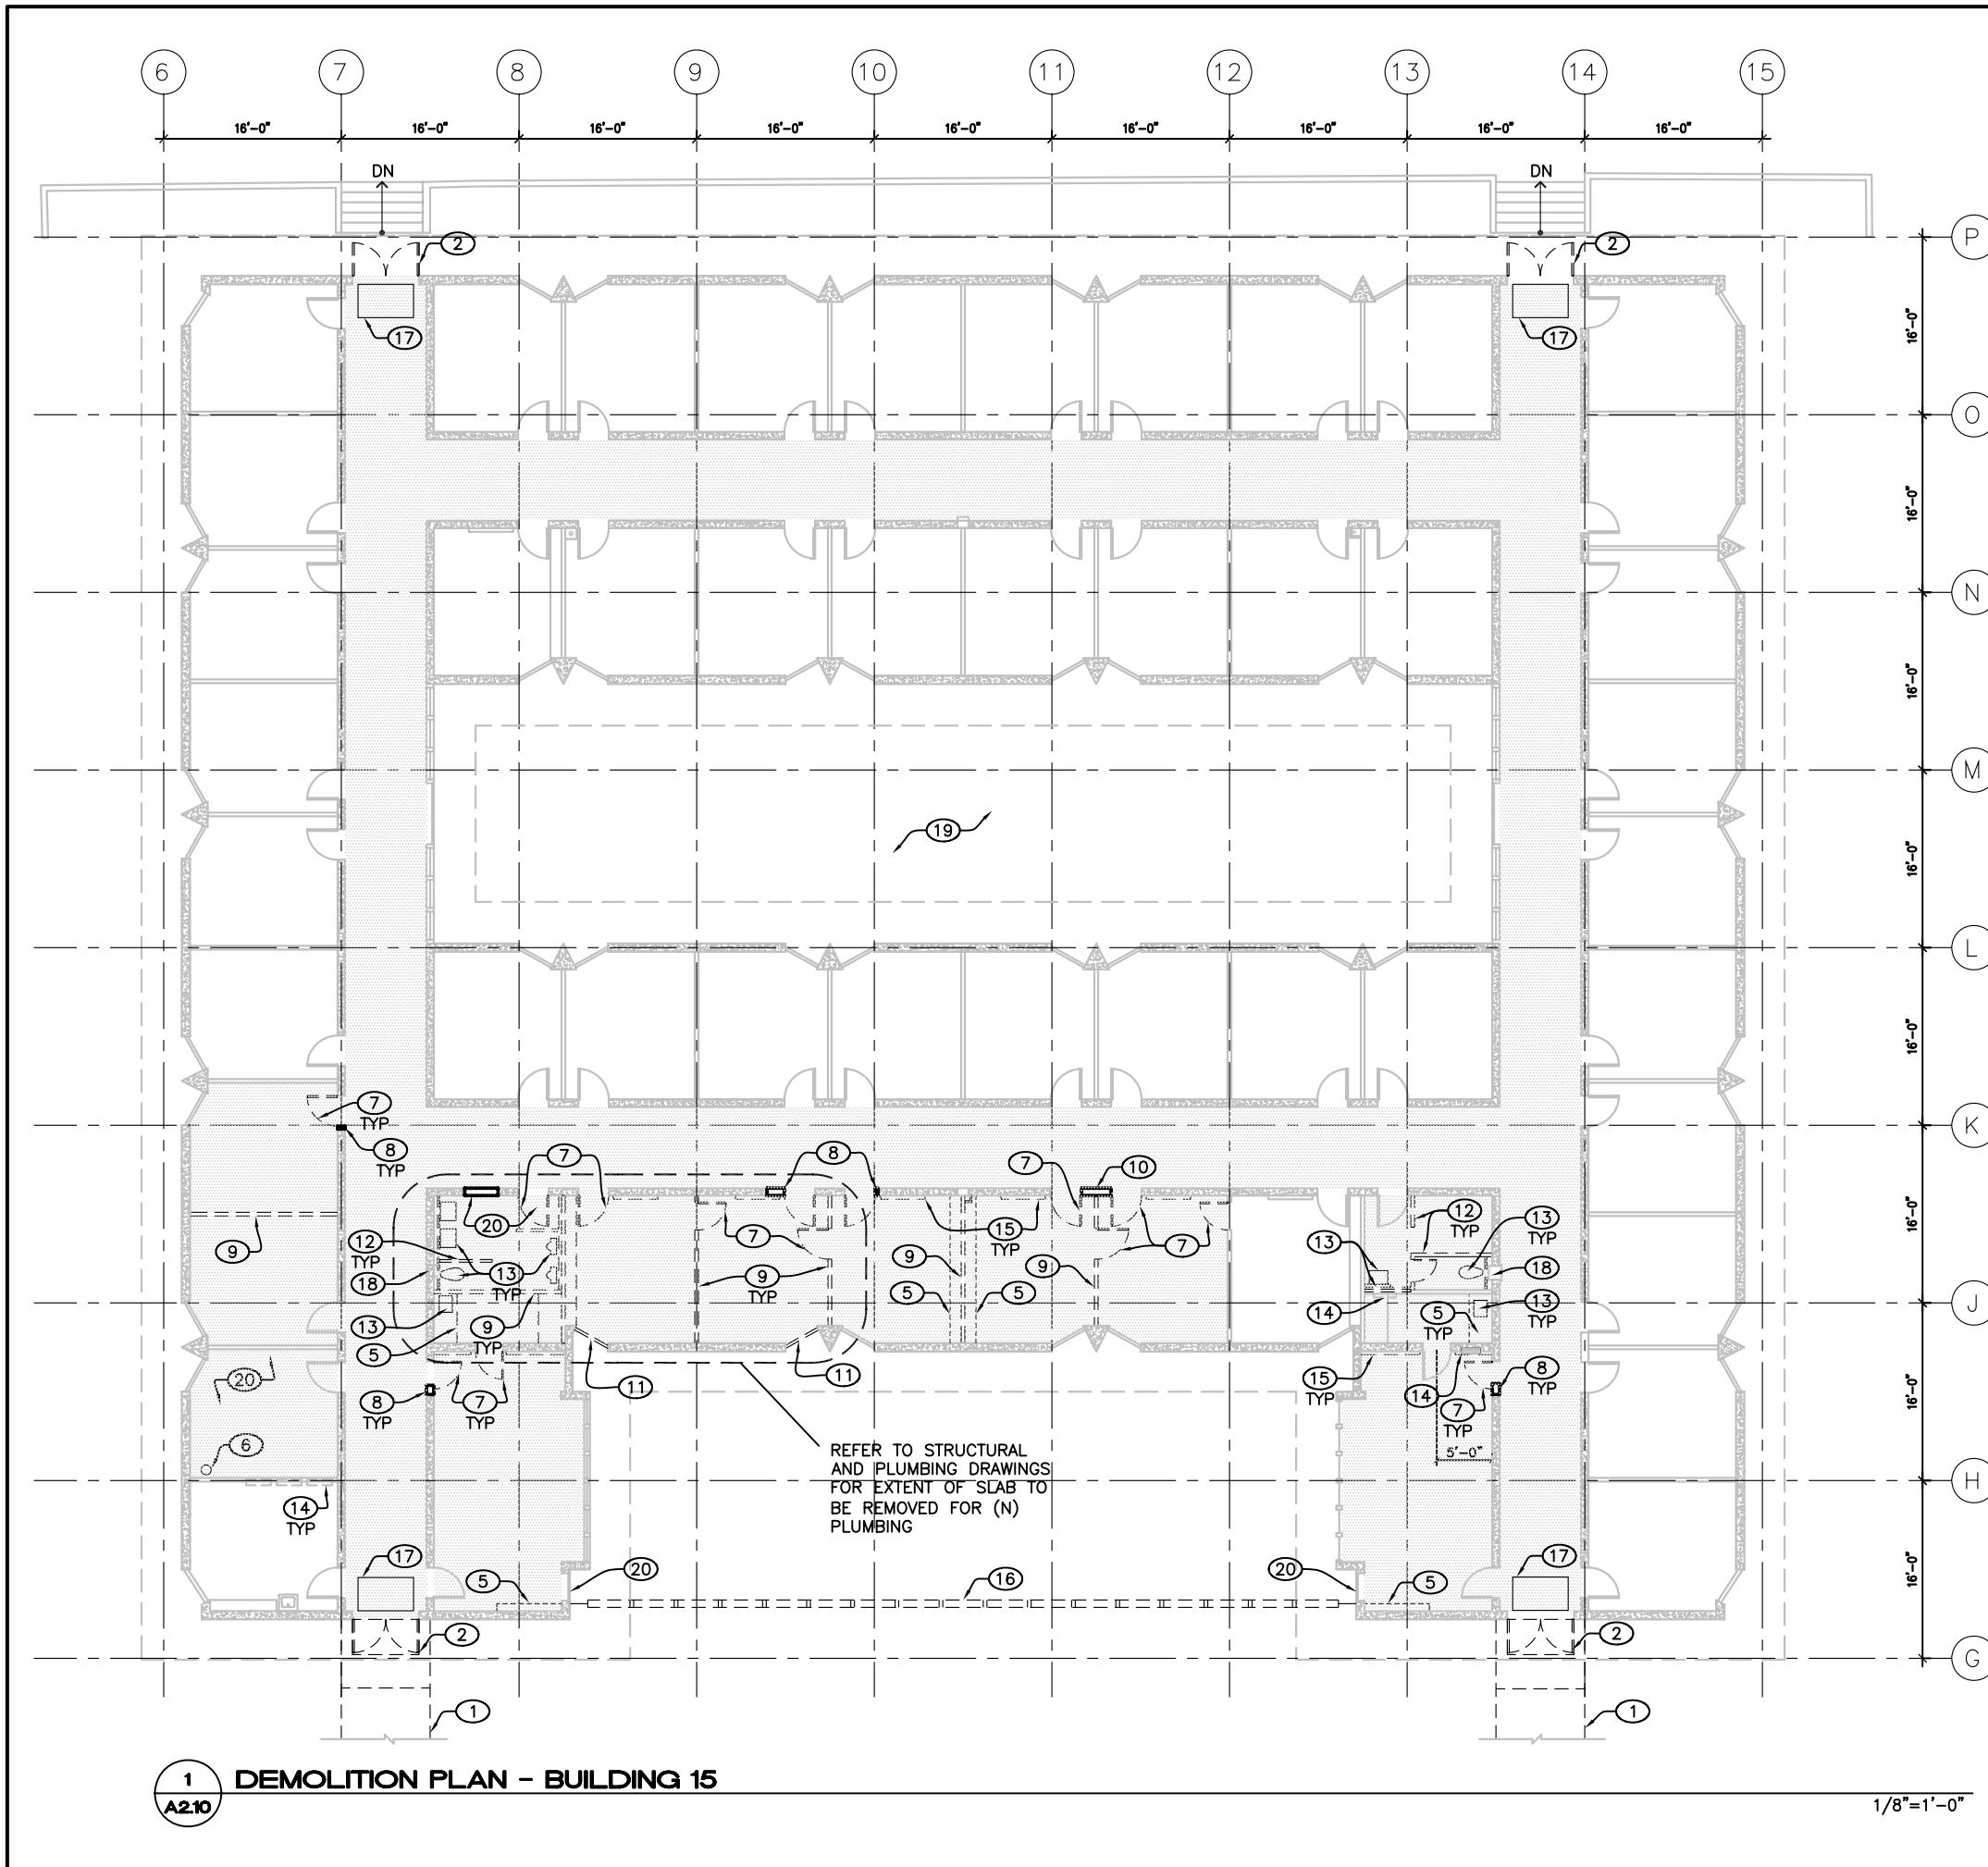 6 7 8 9 10 11 12 13 14 15
16'-0" 16'-0" 16'-0" 16'-0" 16'-0" 16'-0" 16'-0" 16'-0" 16'-0"
DN DN
P
2 2
17 17
16'-0"
O
16'-0"
N
16'-0"
M
19
16'-0"
L
16'-0"
7
TYP
K
8
TYP
7 8 7 10
20 15
TYP
7 7 12
TYP
13
TYP
16'-0"
9 12
TYP
13
TYP
9
TYP
9 9 13 18
18
5 5 14
J
13 5 9
TYP
5
TYP
13
TYP
20 8
TYP
7
TYP
11 11 15
TYP
14 7
TYP
8
TYP
16'-0"
6
5'-0"
REFER TO STRUCTURAL
AND PLUMBING DRAWINGS
FOR EXTENT OF SLAB TO
BE REMOVED FOR (N)
PLUMBING
H
14
TYP
17 5 20 16 20 5 17
16'-0"
2 2
G
1 1
1
A2.10
DEMOLITION PLAN - BUILDING 15
1/8"=1'-0"